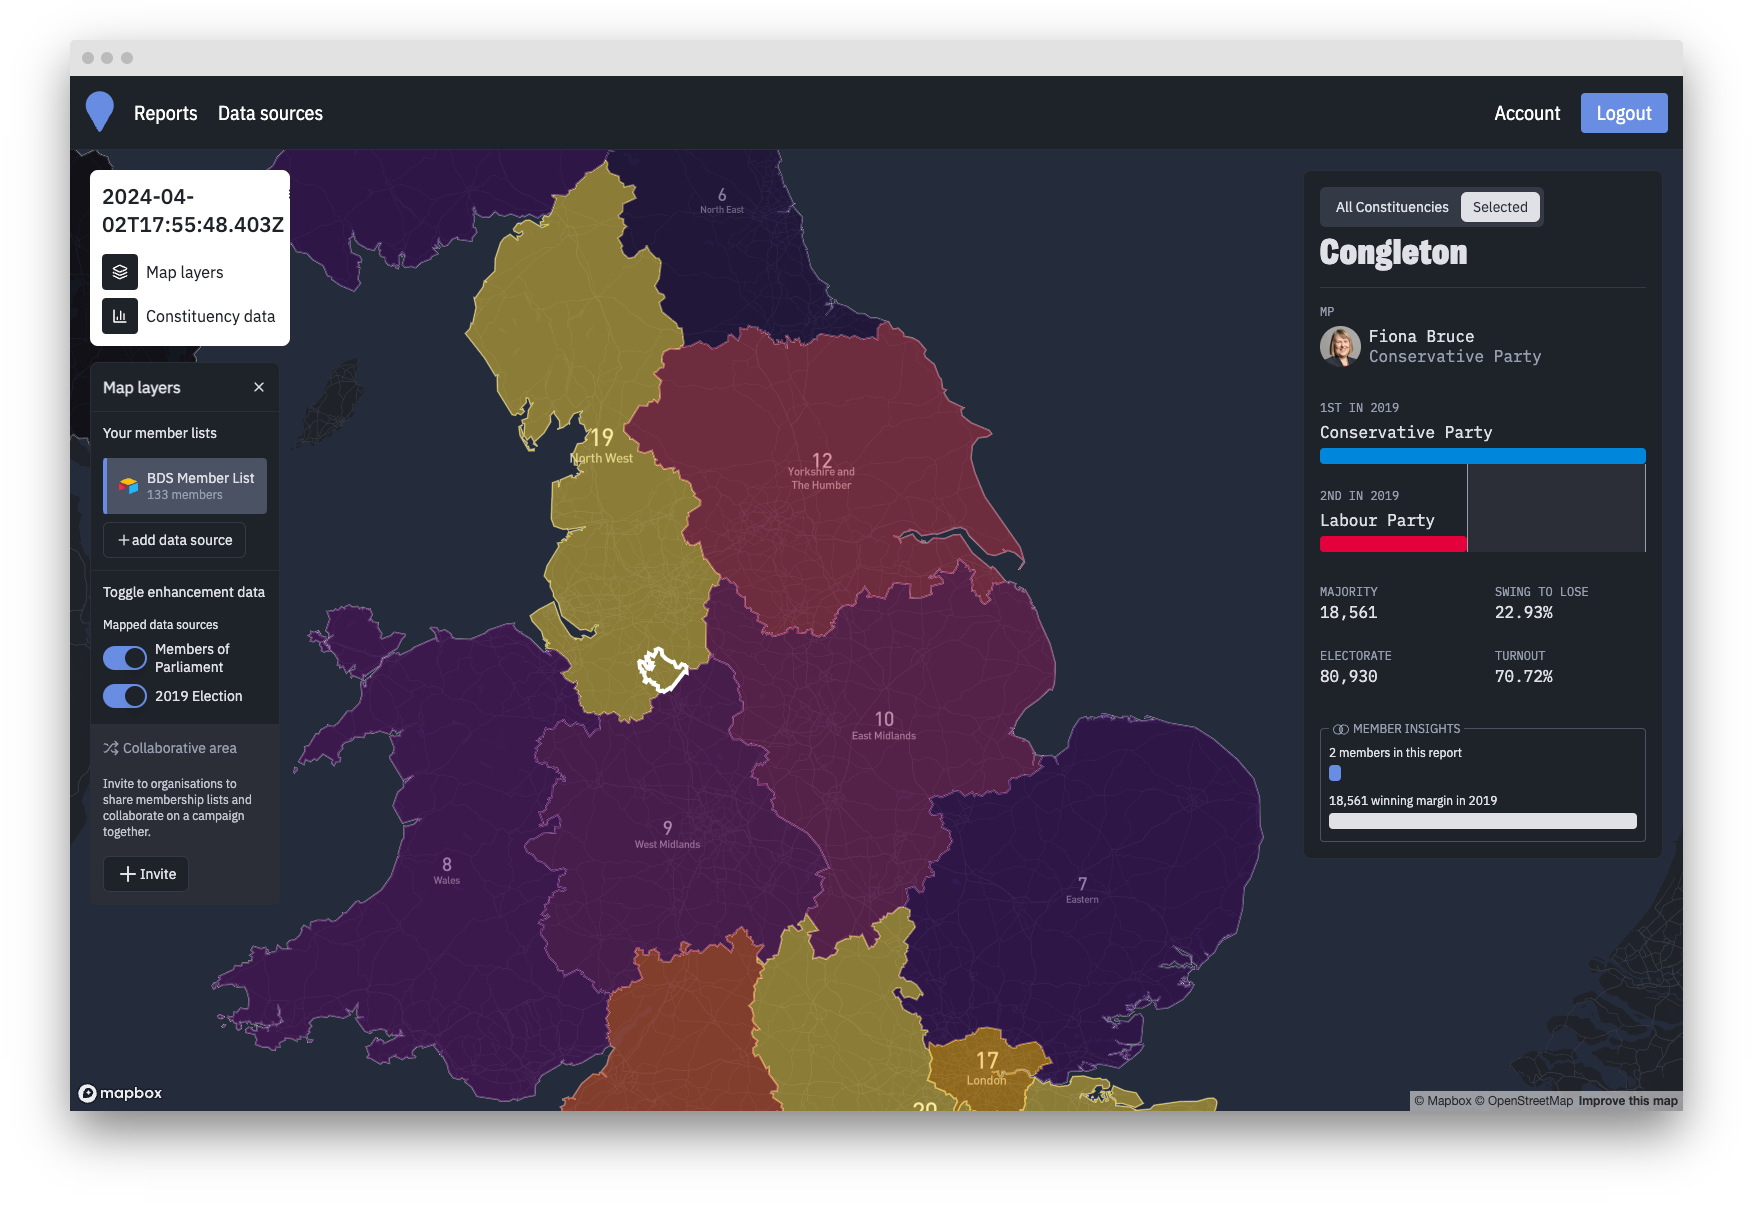 Reports
Data sources
Account
Logout
2024-04-
02T17:55:48.403Z
Map layers
Constituency data
Map layers
Your member lists
BDS Member List
133 members
+ add data source
Toggle enhancement data
Mapped data sources
Members of
Parliament
2019 Election
Collaborative area
Invite to organisations to
share membership lists and
collaborate on a campaign
together.
+ Invite
6
North East
19
North West
12
Yorkshire and
The Humber
10
East Midlands
9
West Midlands
8
Wales
7
Eastern
17
London
20
All Constituencies
Selected
Congleton
MP
Fiona Bruce
Conservative Party
1ST IN 2019
Conservative Party
2ND IN 2019
Labour Party
MAJORITY
18,561
SWING TO LOSE
22.93%
ELECTORATE
80,930
TURNOUT
70.72%
MEMBER INSIGHTS
2 members in this report
18,561 winning margin in 2019
mapbox
© Mapbox © OpenStreetMap Improve this map